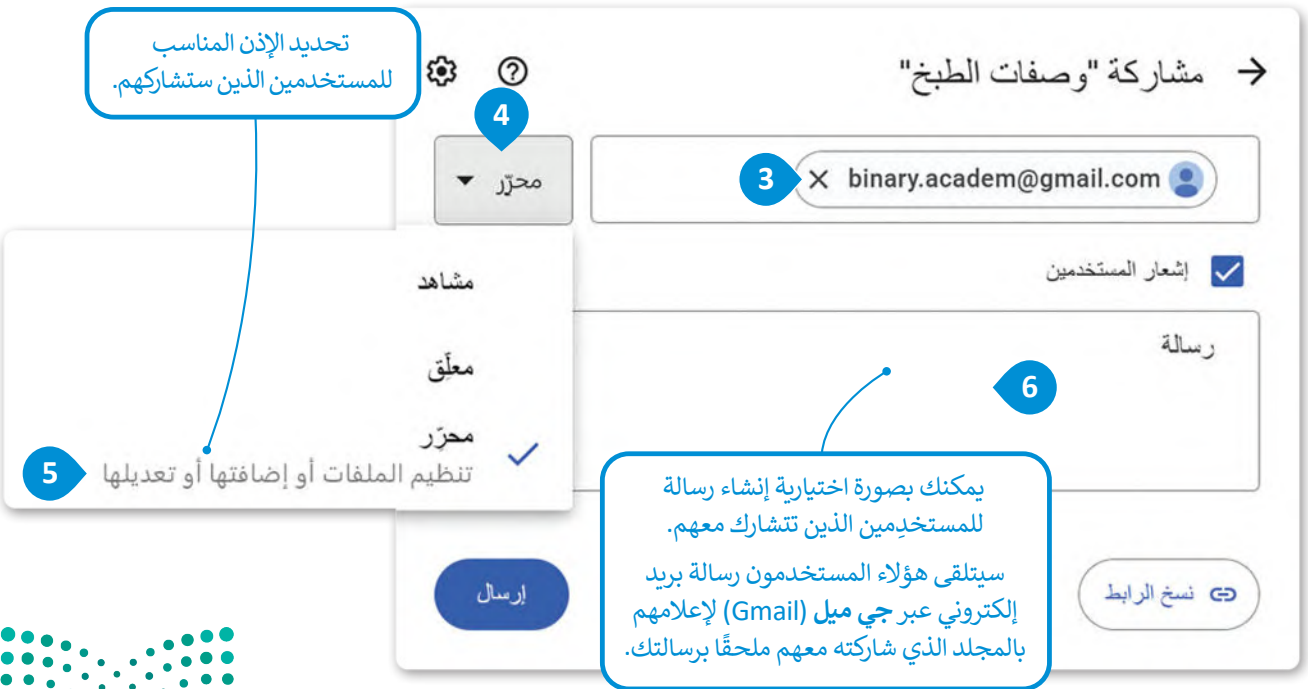 تحديد الإذن المناسب
للمستخدمين الذين ستشاركهم.
مشاركة "وصفات الطبخ"
4
محرّر
binary.academ@gmail.com
3
إشعار المستخدمين
مشاهد
معلّق
محرّر
تنظيم الملفات أو إضافتها أو تعديلها
5
رسالة
6
يمكنك بصورة اختيارية إنشاء رسالة
للمستخدِمين الذين تتشارك معهم.
سيتلقى هؤلاء المستخدمون رسالة بريد
إلكتروني عبر جي ميل (Gmail) لإعلامهم
بالمجلد الذي شاركته معهم ملحقًا برسالتك.
نسخ الرابط
إرسال